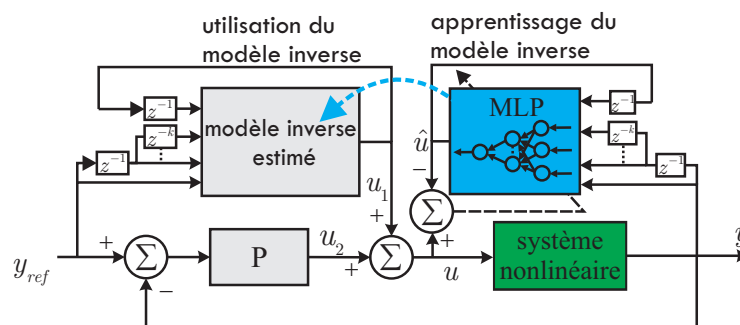 utilisation du
modèle inverse
apprentissage du
modèle inverse
z⁻¹
z⁻ᵏ
z⁻¹
modèle inverse
estimé
MLP
z⁻¹
z⁻ᵏ
z⁻¹
û
−
u₁
+
Σ
+
y_ref
+
Σ
−
P
u₂
+
Σ
u
système
nonlinéaire
y